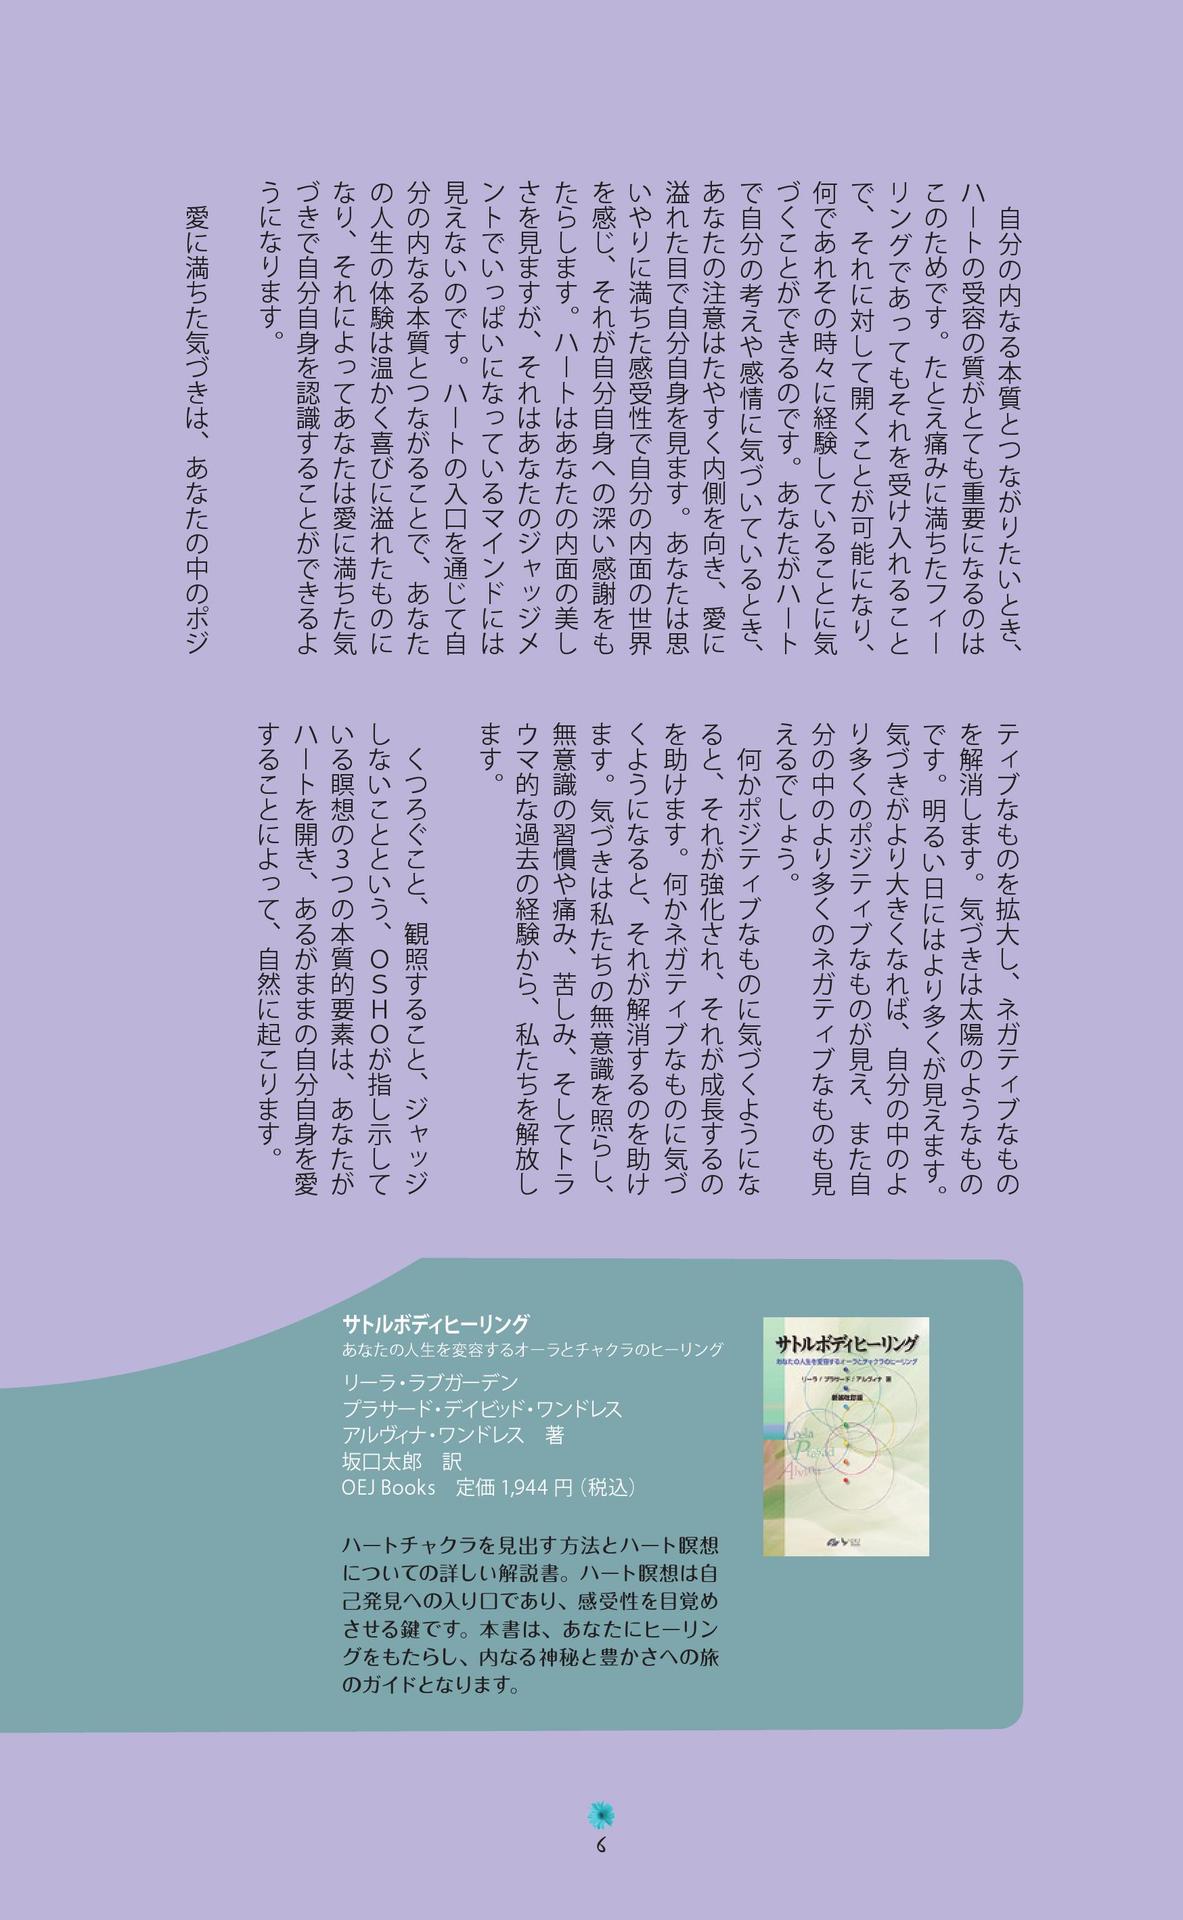 自分の内なる本質とつながりたいとき、
ハートの受容の質がとても重要になるのは
このためです。たとえ痛みに満ちたフィー
リングであってもそれを受け入れること
で、それに対して開くことが可能になり、
何であれその時々に経験していることに気
づくことができるのです。あなたがハート
で自分の考えや感情に気づいているとき、
あなたの注意はたやすく内側を向き、愛に
溢れた目で自分自身を見ます。あなたは思
いやりに満ちた感受性で自分の内面の世界
を感じ、それが自分自身への深い感謝をも
たらします。ハートはあなたの内面の美し
さを見ますが、それはあなたのジャッジメ
ントでいっぱいになっているマインドには
見えないのです。ハートの入口を通じて自
分の内なる本質とつながることで、あなた
の人生の体験は温かく喜びに溢れたものに
なり、それによってあなたは愛に満ちた気
づきで自分自身を認識することができるよ
うになります。
愛に満ちた気づきは、あなたの中のポジ
ティブなものを拡大し、ネガティブなもの
を解消します。気づきは太陽のようなもの
です。明るい日にはより多くが見えます。
気づきがより大きくなれば、自分の中のよ
り多くのポジティブなものが見え、また自
分の中のより多くのネガティブなものも見
えるでしょう。
何かポジティブなものに気づくようにな
ると、それが強化され、それが成長するの
を助けます。何かネガティブなものに気づ
くようになると、それが解消するのを助け
ます。気づきは私たちの無意識を照らし、
無意識の習慣や痛み、苦しみ、そしてトラ
ウマ的な過去の経験から、私たちを解放し
ます。
くつろぐこと、観照すること、ジャッジ
しないことという、OSHOが指し示して
いる瞑想の3つの本質的要素は、あなたが
ハートを開き、あるがままの自分自身を愛
することによって、自然に起こります。
サトルボディヒーリング
あなたの人生を変容するオーラとチャクラのヒーリング
リーラ・ラブガーデン
プラサード・デイビッド・ワンドレス
アルヴィナ・ワンドレス 著
坂口太郎 訳
OEJ Books 定価 1,944 円（税込）
ハートチャクラを見出す方法とハート瞑想
についての詳しい解説書。ハート瞑想は自
己発見への入り口であり、感受性を目覚め
させる鍵です。本書は、あなたにヒーリン
グをもたらし、内なる神秘と豊かさへの旅
のガイドとなります。
サトルボディヒーリング
あなたの人生を変容するオーラとチャクラのヒーリング
リーラ / プラサード / アルヴィナ 著
新装改訂版
Leela
Prasad
Alvina
6